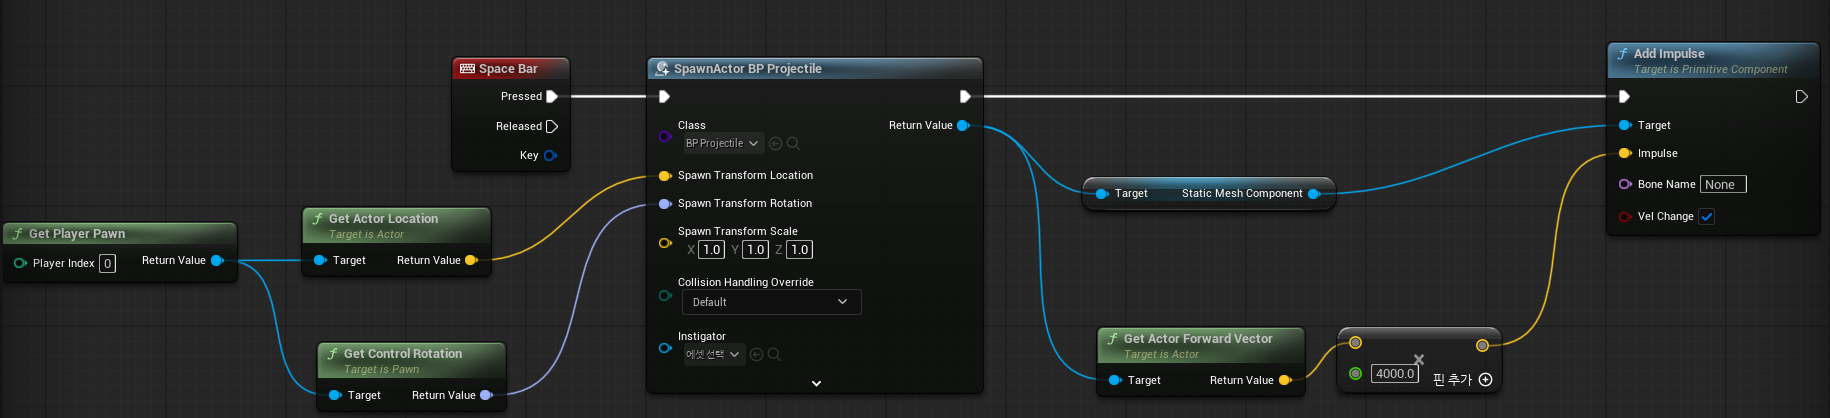 Space Bar
Pressed
Released
Key
Get Player Pawn
Player Index 0
Return Value
Get Actor Location
Target is Actor
Target
Return Value
Get Control Rotation
Target is Pawn
Target
Return Value
SpawnActor BP Projectile
Class
BP Projectile
Return Value
Spawn Transform Location
Spawn Transform Rotation
Spawn Transform Scale
X 1.0 Y 1.0 Z 1.0
Collision Handling Override
Default
Instigator
에셋 선택
Target
Static Mesh Component
Get Actor Forward Vector
Target is Actor
Target
Return Value
4000.0
핀 추가
Add Impulse
Target is Primitive Component
Target
Impulse
Bone Name None
Vel Change